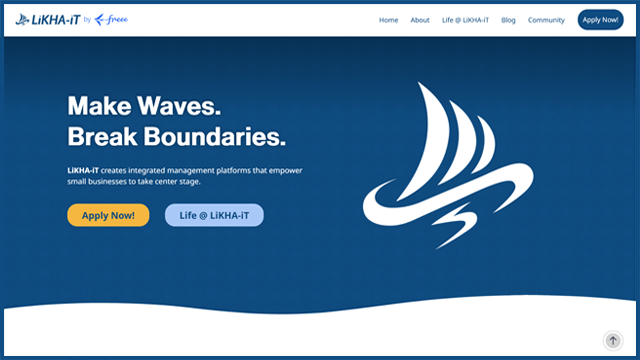 LiKHA-iT by freee
Home About Life @ LiKHA-iT Blog Community Apply Now!
Make Waves.
Break Boundaries.
LiKHA-iT creates integrated management platforms that empower
small businesses to take center stage.
Apply Now! Life @ LiKHA-iT